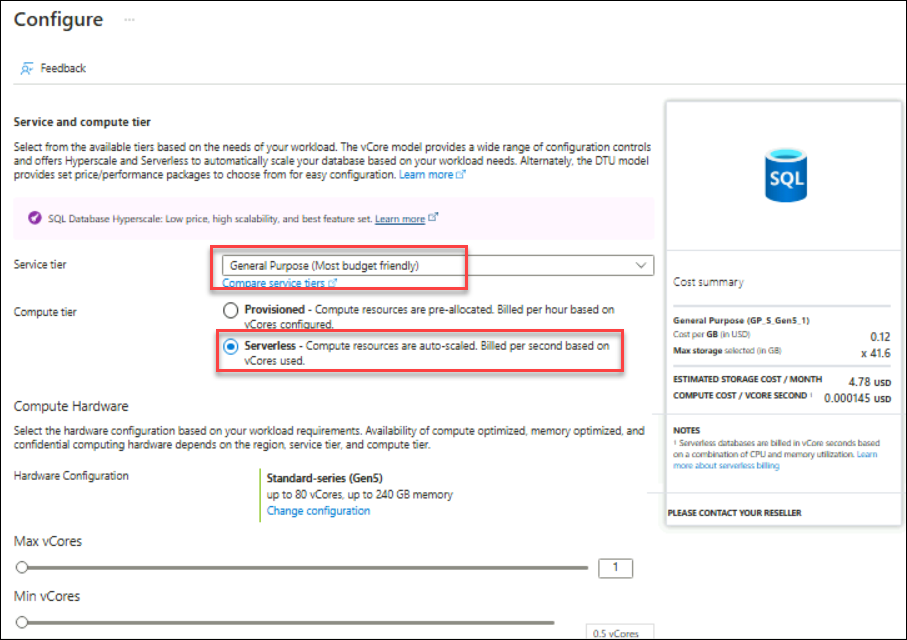 Configure ...
Feedback
Service and compute tier
Select from the available tiers based on the needs of your workload. The vCore model provides a wide range of configuration controls
and offers Hyperscale and Serverless to automatically scale your database based on your workload needs. Alternately, the DTU model
provides set price/performance packages to choose from for easy configuration. Learn more
SQL Database Hyperscale: Low price, high scalability, and best feature set. Learn more
Service tier
General Purpose (Most budget friendly)
Compare service tiers
Compute tier
Provisioned - Compute resources are pre-allocated. Billed per hour based on
vCores configured.
Serverless - Compute resources are auto-scaled. Billed per second based on
vCores used.
Compute Hardware
Select the hardware configuration based on your workload requirements. Availability of compute optimized, memory optimized, and
confidential computing hardware depends on the region, service tier, and compute tier.
Hardware Configuration
Standard-series (Gen5)
up to 80 vCores, up to 240 GB memory
Change configuration
Max vCores
1
Min vCores
0.5 vCores
SQL
Cost summary
General Purpose (GP_S_Gen5_1)
Cost per GB (in USD) 0.12
Max storage selected (in GB) x 41.6
ESTIMATED STORAGE COST / MONTH 4.78 USD
COMPUTE COST / VCORE SECOND ¹ 0.000145 USD
NOTES
¹ Serverless databases are billed in vCore seconds based
on a combination of CPU and memory utilization. Learn
more about serverless billing
PLEASE CONTACT YOUR RESELLER